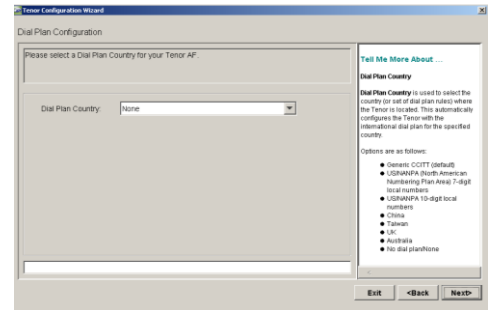 Tenor Configuration Wizard
Dial Plan Configuration
Please select a Dial Plan Country for your Tenor AF.
Dial Plan Country:
None
Tell Me More About ...
Dial Plan Country
Dial Plan Country is used to select the
country (or set of dial plan rules) where
the Tenor is located. This automatically
configures the Tenor with the
international dial plan for the specified
country.
Options are as follows:
● Generic CCITT (default)
● US/NANPA (North American
Numbering Plan Area) 7-digit
local numbers
● US/NANPA 10-digit local
numbers
● China
● Taiwan
● UK
● Australia
● No dial plan/None
Exit
<Back
Next>